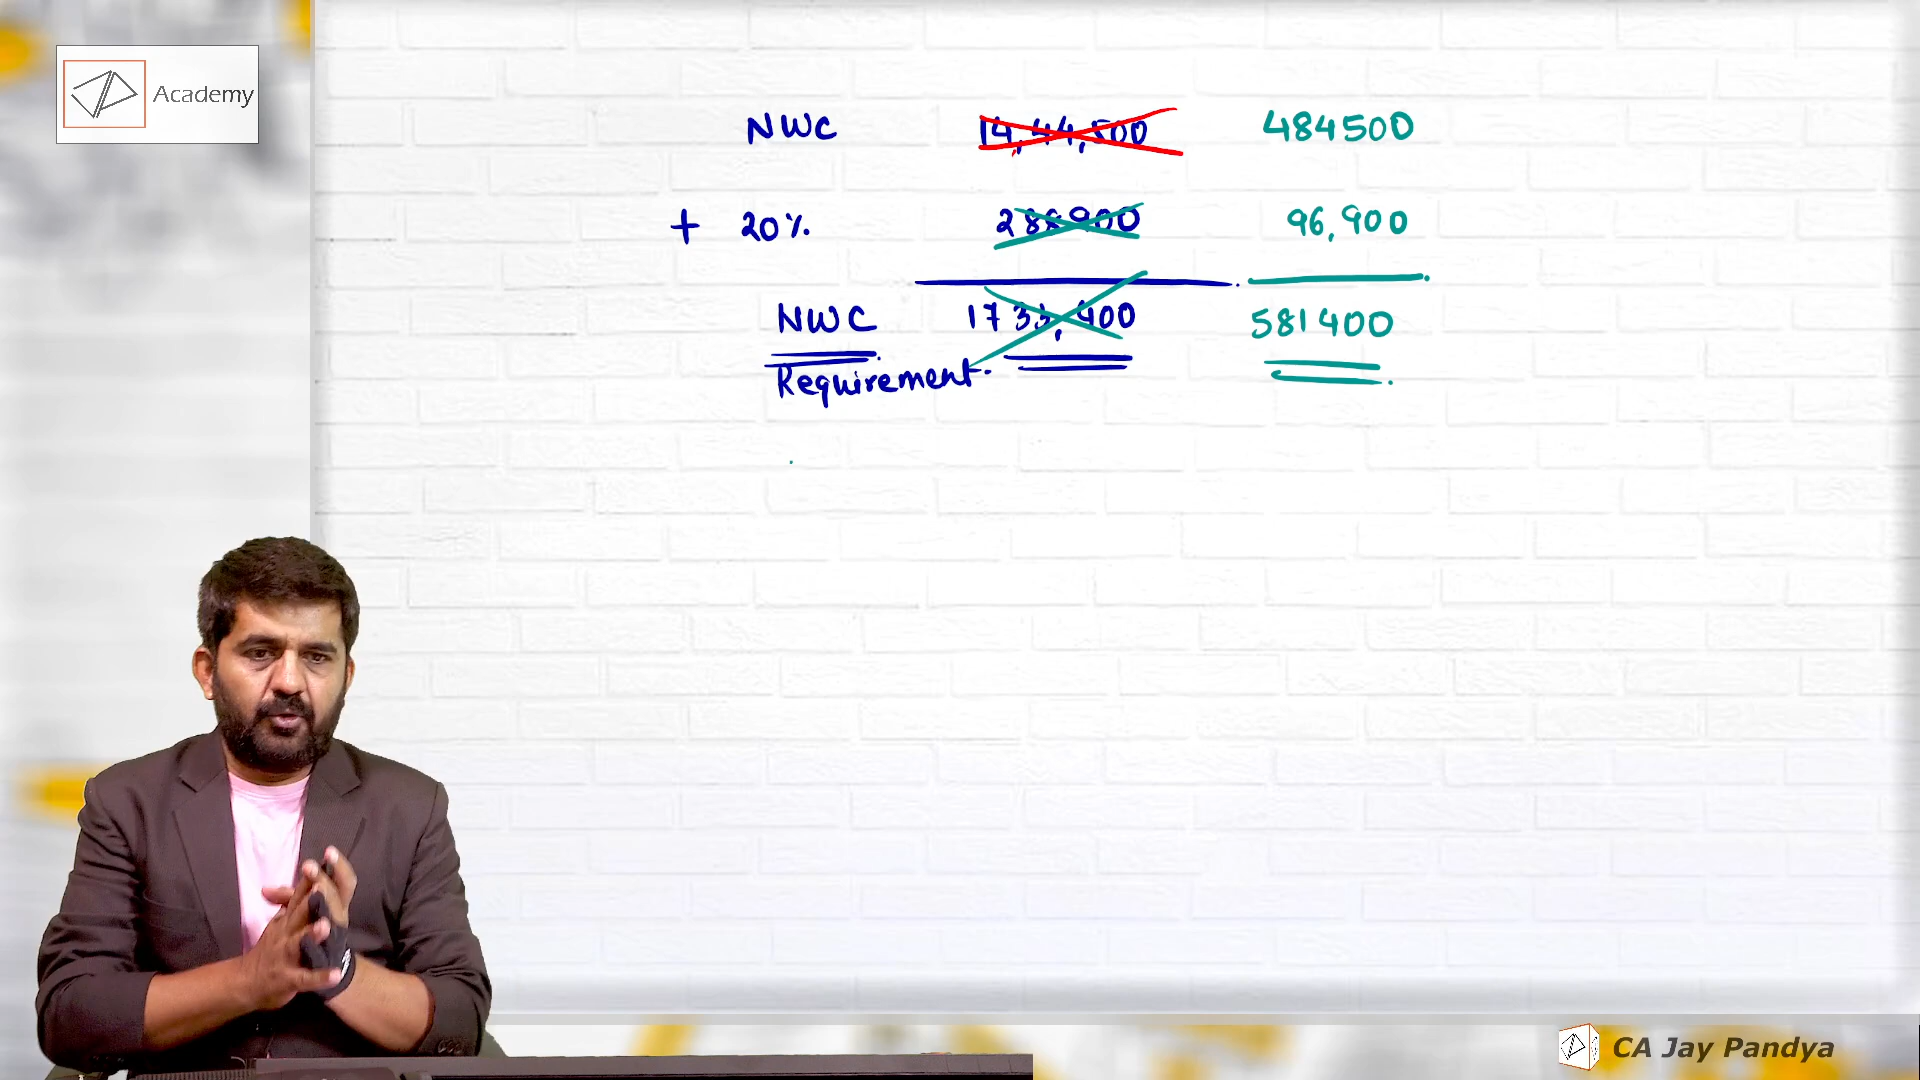 Academy
NWC 14,44,500 484500
+ 20% 288900 96,900
NWC 1733,400 581400
Requirement.
CA Jay Pandya